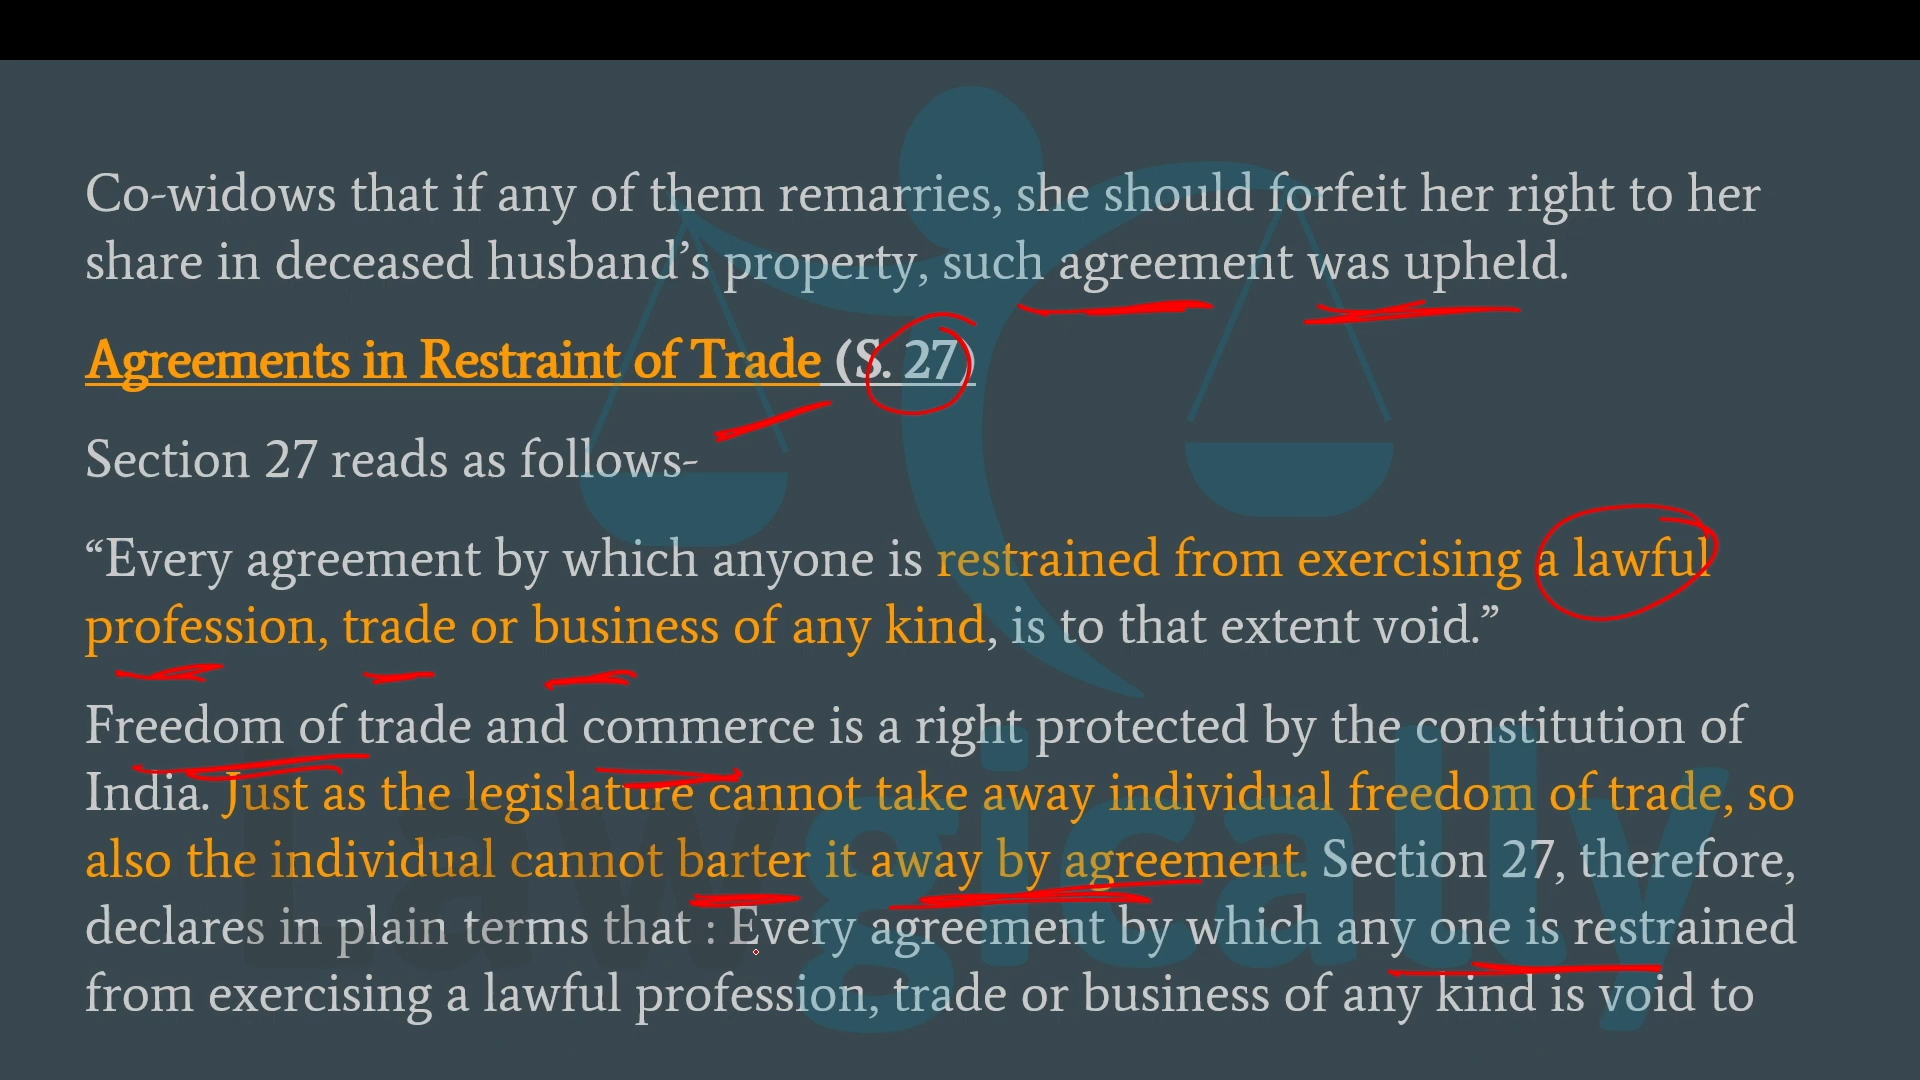 Co-widows that if any of them remarries, she should forfeit her right to her
share in deceased husband’s property, such agreement was upheld.
Agreements in Restraint of Trade (S. 27)
Section 27 reads as follows-
“Every agreement by which anyone is restrained from exercising a lawful
profession, trade or business of any kind, is to that extent void.”
Freedom of trade and commerce is a right protected by the constitution of
India. Just as the legislature cannot take away individual freedom of trade, so
also the individual cannot barter it away by agreement. Section 27, therefore,
declares in plain terms that : Every agreement by which any one is restrained
from exercising a lawful profession, trade or business of any kind is void to
Lawgically